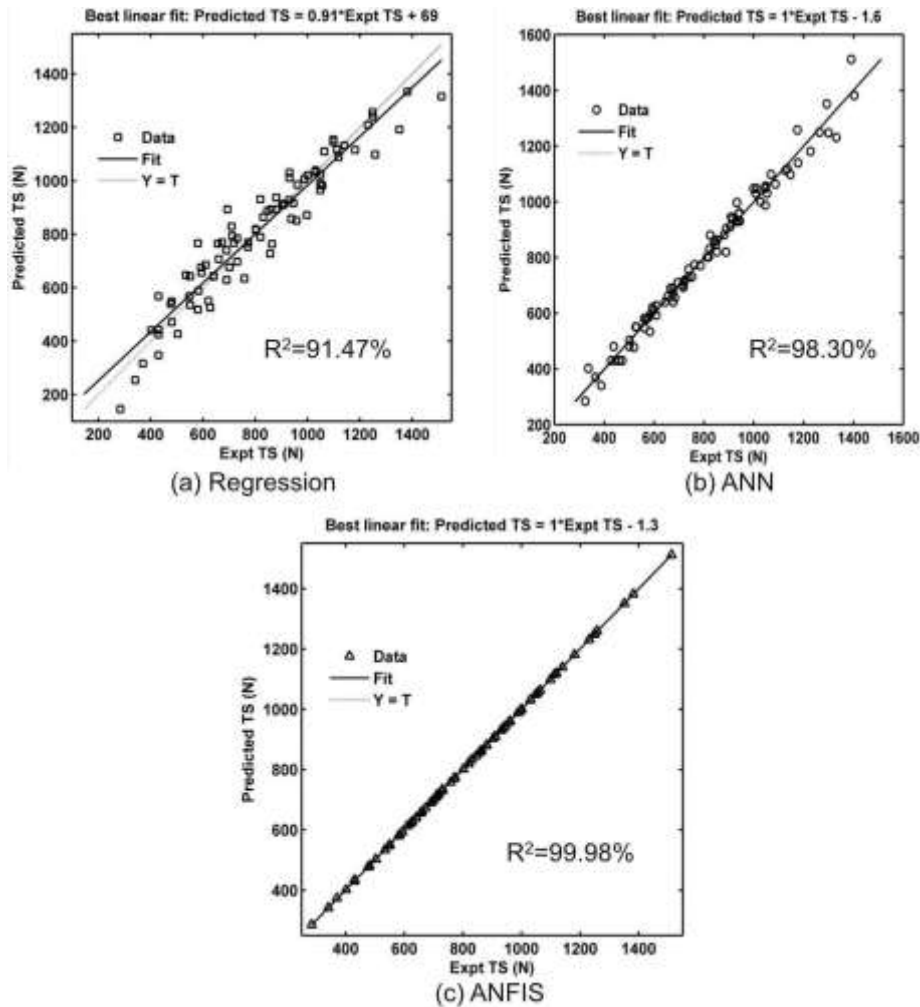 Best linear fit: Predicted TS = 0.91*Expt TS + 69
Predicted TS (N)
1400
1200
1000
800
600
400
200
Data
Fit
Y = T
R²=91.47%
200 400 600 800 1000 1200 1400
Expt TS (N)
(a) Regression
Best linear fit: Predicted TS = 1*Expt TS - 1.6
Predicted TS (N)
1600
1400
1200
1000
800
600
400
200
Data
Fit
Y = T
R²=98.30%
200 400 600 800 1000 1200 1400 1600
Expt TS (N)
(b) ANN
Best linear fit: Predicted TS = 1*Expt TS - 1.3
Predicted TS (N)
1400
1200
1000
800
600
400
Data
Fit
Y = T
R²=99.98%
400 600 800 1000 1200 1400
Expt TS (N)
(c) ANFIS